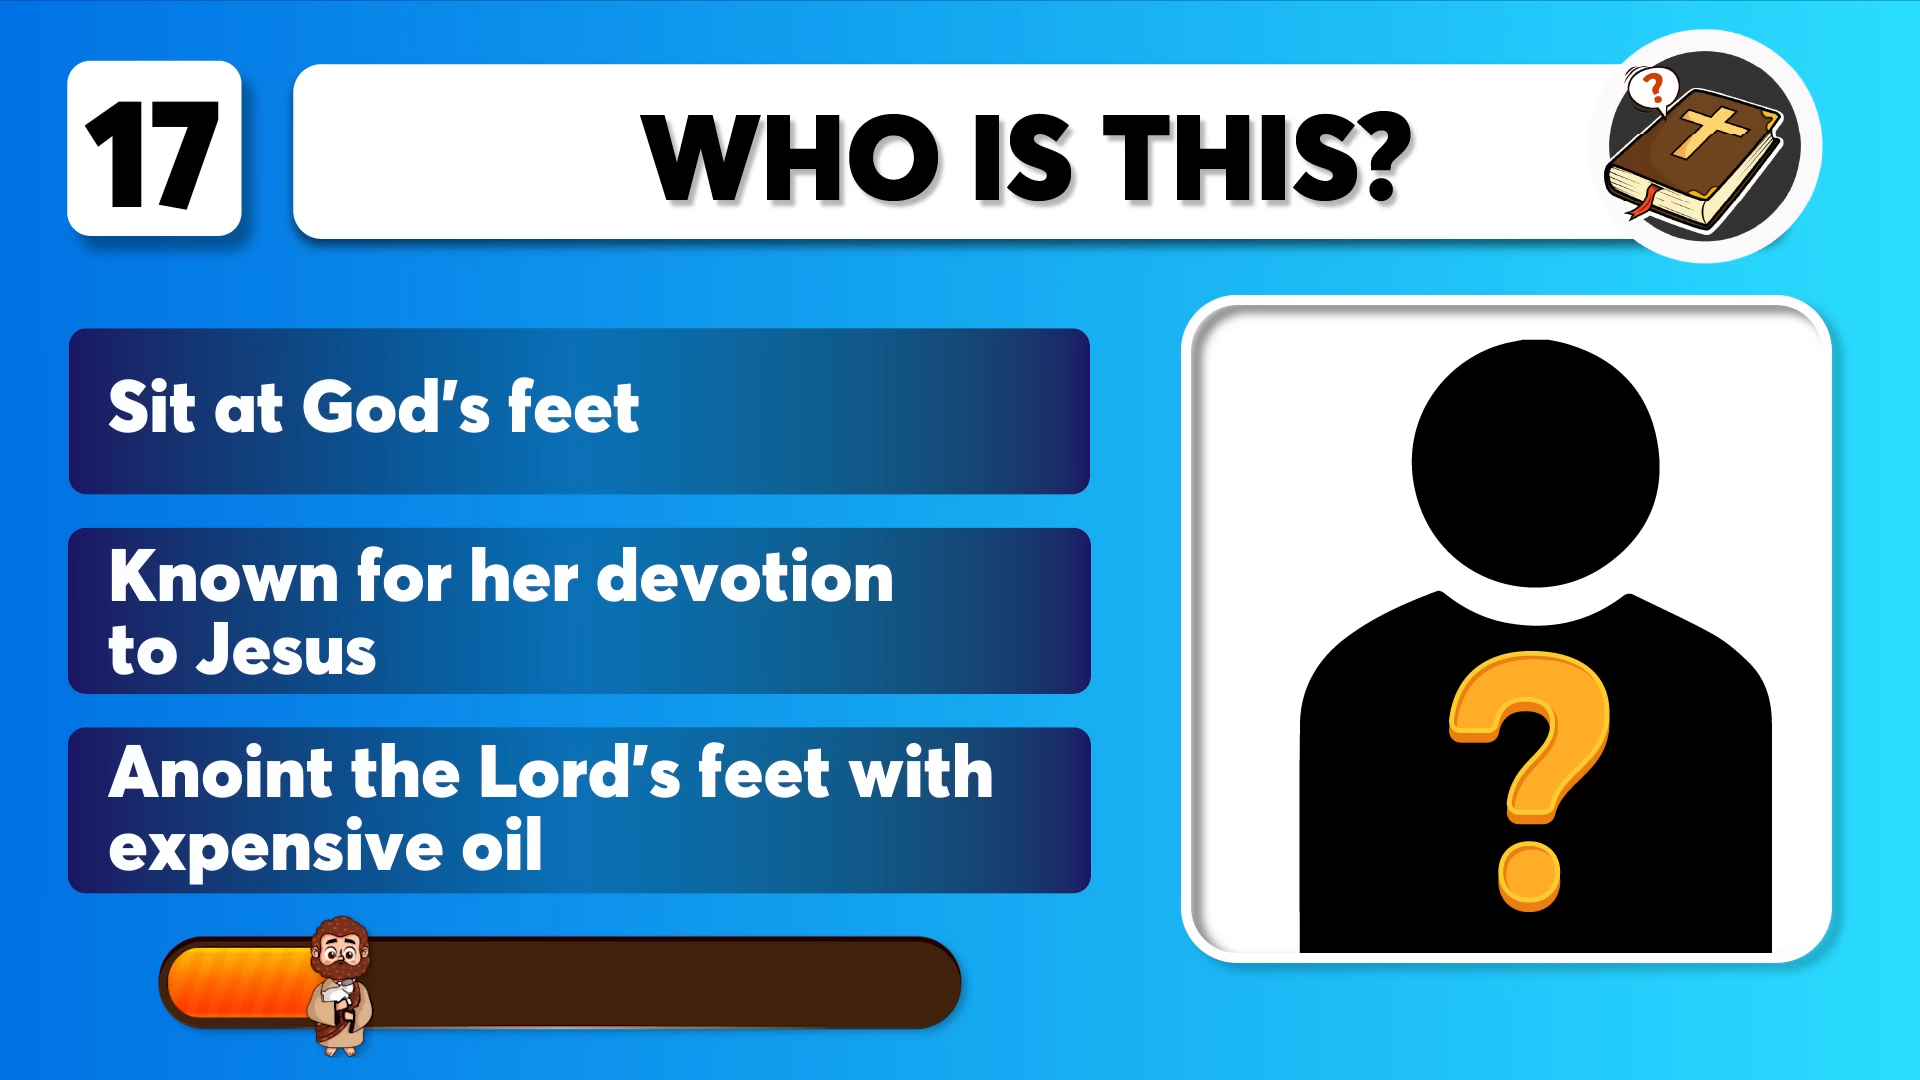 17
WHO IS THIS?
?
Sit at God's feet
Known for her devotion
to Jesus
Anoint the Lord's feet with
expensive oil
?